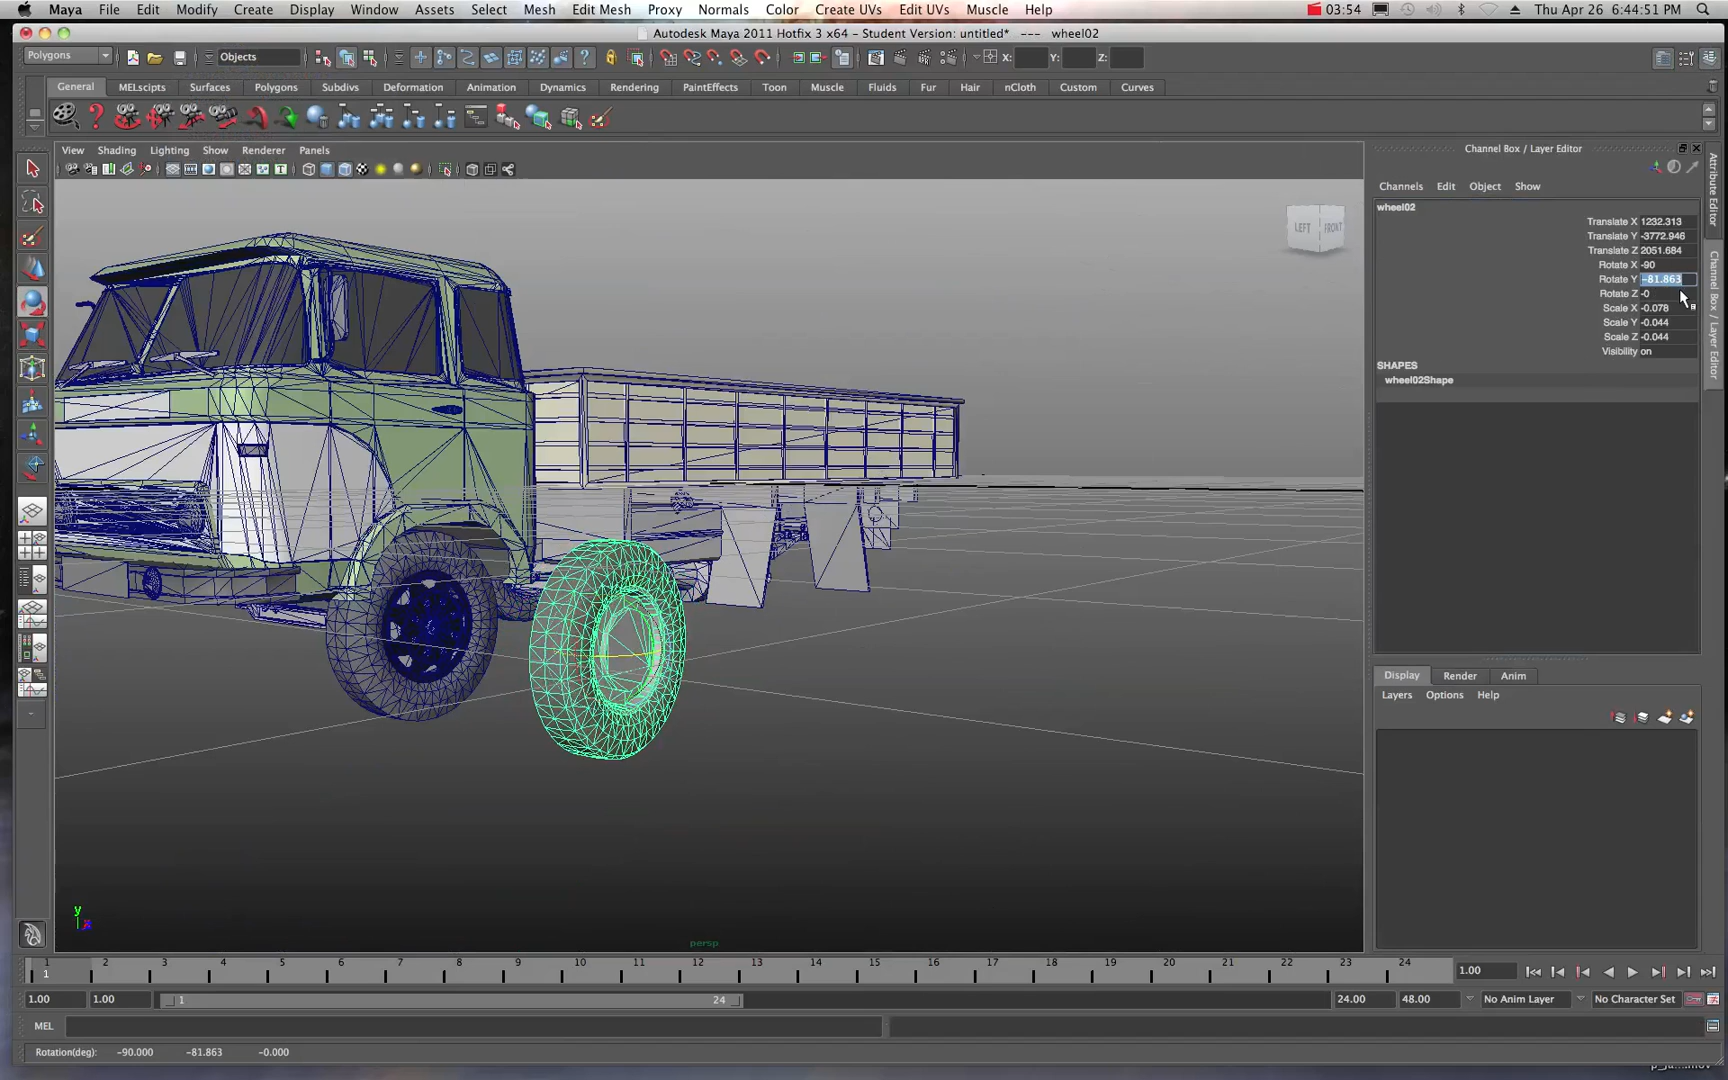 Maya File Edit Modify Create Display Window Assets Select Mesh Edit Mesh Proxy Normals Color Create UVs Edit UVs Muscle Help 03:54 Thu Apr 26 6:44:51 PM
Autodesk Maya 2011 Hotfix 3 x64 - Student Version: untitled* --- wheel02
Polygons Objects X: Y: Z:
General MELscipts Surfaces Polygons Subdivs Deformation Animation Dynamics Rendering PaintEffects Toon Muscle Fluids Fur Hair nCloth Custom Curves
View Shading Lighting Show Renderer Panels
Channel Box / Layer Editor
Channels Edit Object Show
wheel02
Translate X 1232.313
Translate Y -3772.946
Translate Z 2051.684
Rotate X -90
Rotate Y -81.863
Rotate Z -0
Scale X -0.078
Scale Y -0.044
Scale Z -0.044
Visibility on
SHAPES
wheel02Shape
Attribute Editor
Channel Box / Layer Editor
LEFT FRONT
Display Render Anim
Layers Options Help
y
persp
1 2 3 4 5 6 7 8 9 10 11 12 13 14 15 16 17 18 19 20 21 22 23 24
1 1.00
1.00 1.00 1 24 24.00 48.00 No Anim Layer No Character Set
MEL
Rotation(deg): -90.000 -81.863 -0.000